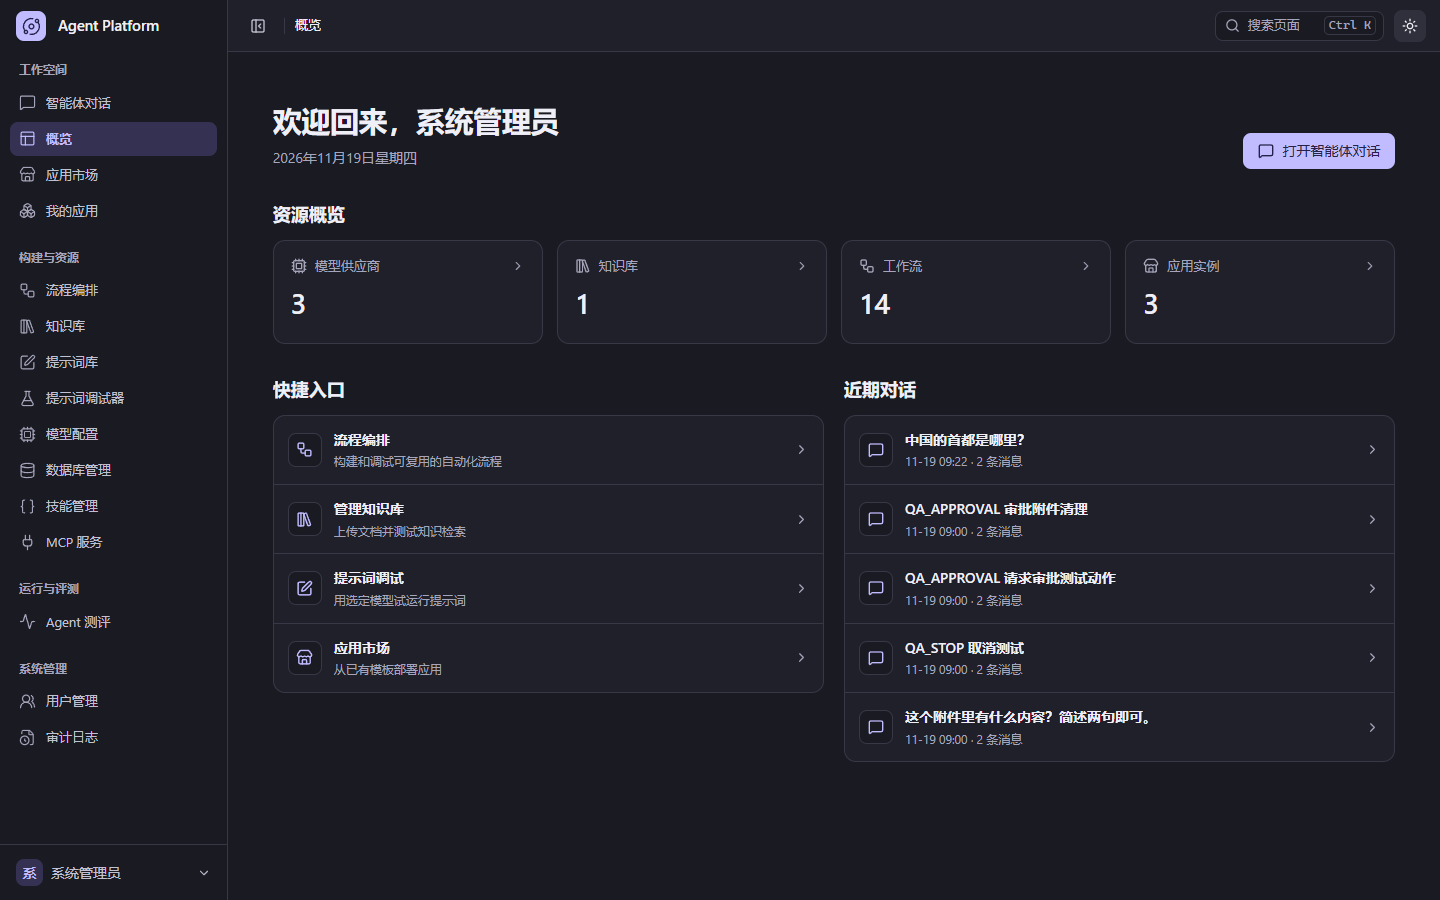 Agent Platform
工作空间
智能体对话
概览
应用市场
我的应用
构建与资源
流程编排
知识库
提示词库
提示词调试器
模型配置
数据库管理
技能管理
MCP 服务
运行与评测
Agent 测评
系统管理
用户管理
审计日志
系 系统管理员
概览
搜索页面 Ctrl K
欢迎回来，系统管理员
2026年11月19日星期四
打开智能体对话
资源概览
模型供应商
3
知识库
1
工作流
14
应用实例
3
快捷入口
流程编排
构建和调试可复用的自动化流程
管理知识库
上传文档并测试知识检索
提示词调试
用选定模型试运行提示词
应用市场
从已有模板部署应用
近期对话
中国的首都是哪里？
11-19 09:22 · 2 条消息
QA_APPROVAL 审批附件清理
11-19 09:00 · 2 条消息
QA_APPROVAL 请求审批测试动作
11-19 09:00 · 2 条消息
QA_STOP 取消测试
11-19 09:00 · 2 条消息
这个附件里有什么内容？简述两句即可。
11-19 09:00 · 2 条消息